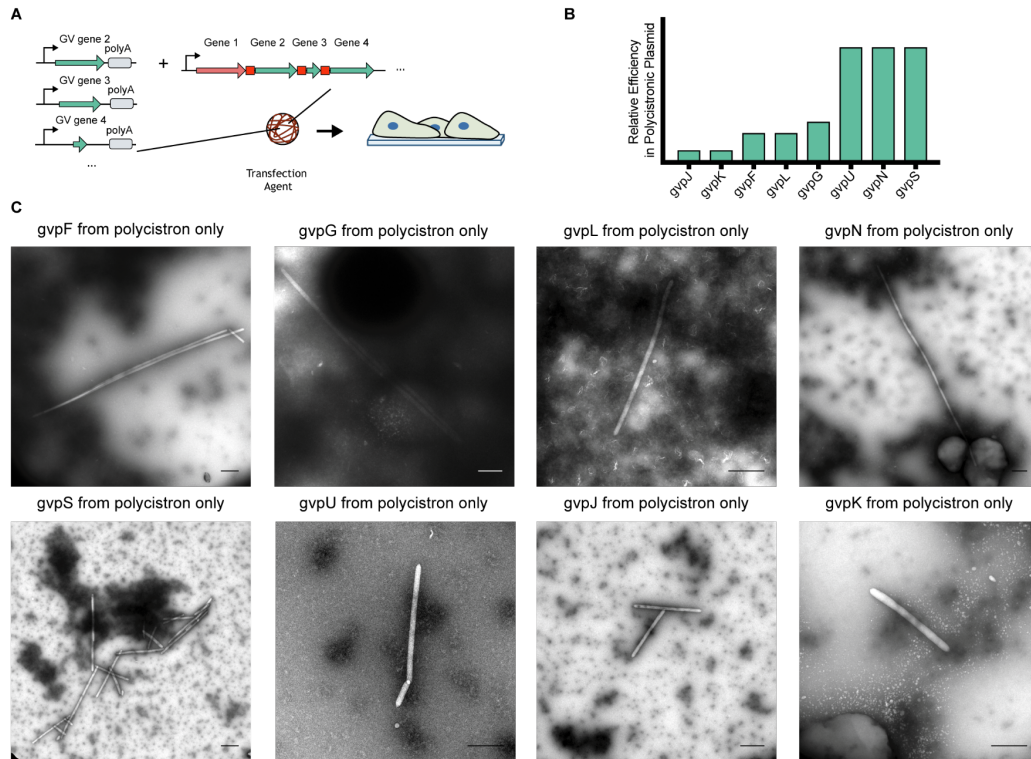 A
GV gene 2
polyA
GV gene 3
polyA
GV gene 4
polyA
...
+
Gene 1 Gene 2 Gene 3 Gene 4
...
Transfection
Agent
B
Relative Efficiency
in Polycistronic Plasmid
gvpJ
gvpK
gvpF
gvpL
gvpG
gvpU
gvpN
gvpS
C
gvpF from polycistron only
gvpG from polycistron only
gvpL from polycistron only
gvpN from polycistron only
gvpS from polycistron only
gvpU from polycistron only
gvpJ from polycistron only
gvpK from polycistron only